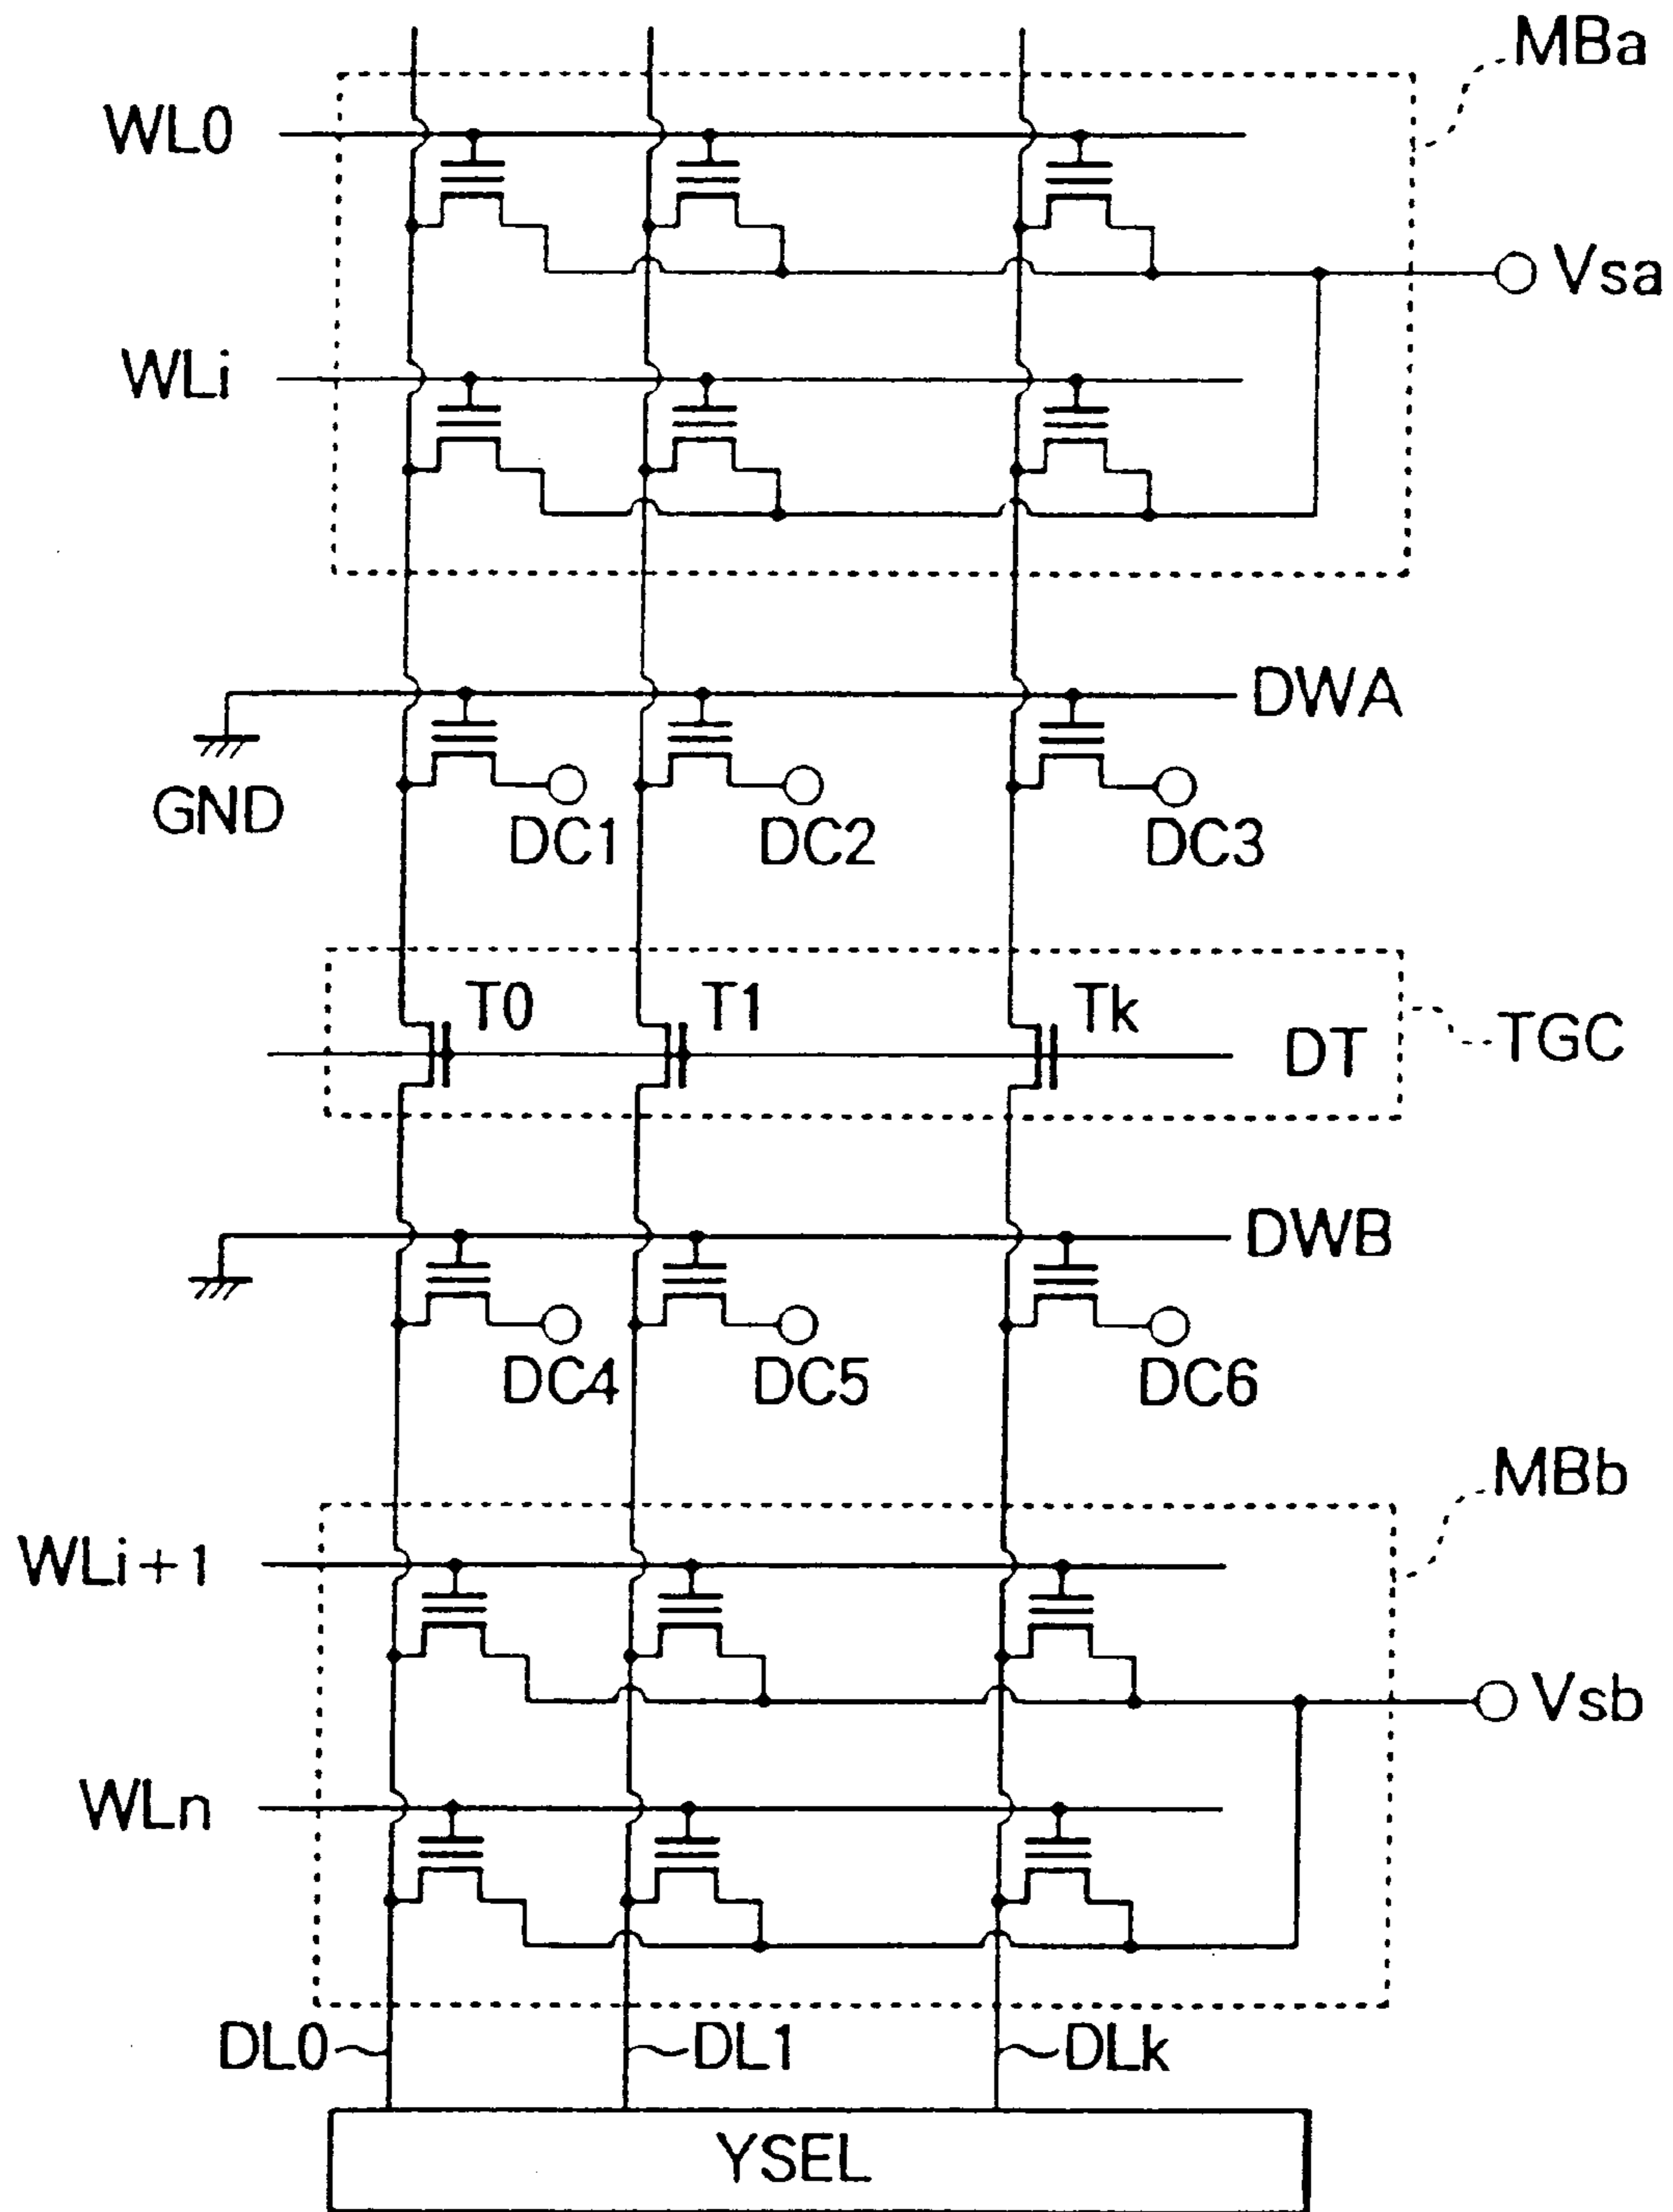 MBa
WL0
Vsa
WLi
DWA
GND
DC1
DC2
DC3
T0
T1
Tk
DT
TGC
DWB
DC4
DC5
DC6
MBb
WLi+1
Vsb
WLn
DL0
DL1
DLk
YSEL